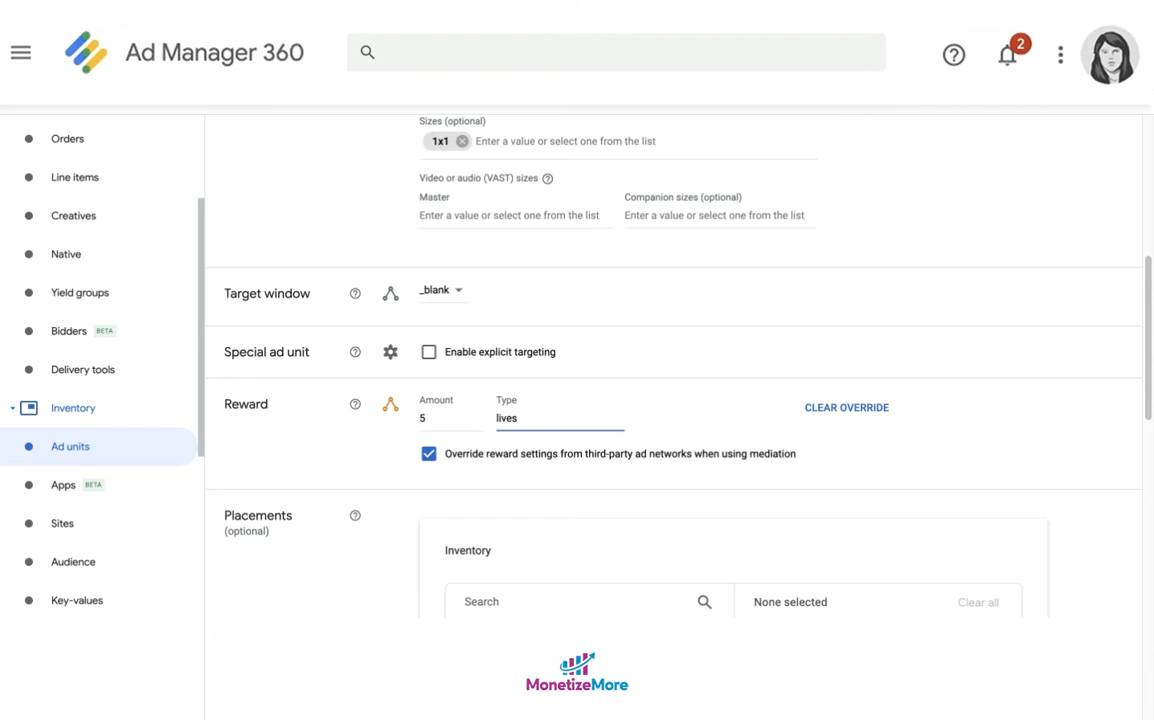 Ad Manager 360
2
Orders
Line items
Creatives
Native
Yield groups
Bidders BETA
Delivery tools
Inventory
Ad units
Apps BETA
Sites
Audience
Key-values
Sizes (optional)
1x1 Enter a value or select one from the list
Video or audio (VAST) sizes
Master Companion sizes (optional)
Enter a value or select one from the list Enter a value or select one from the list
Target window _blank
Special ad unit Enable explicit targeting
Reward Amount Type
5 lives CLEAR OVERRIDE
Override reward settings from third-party ad networks when using mediation
Placements
(optional)
Inventory
Search None selected Clear all
MonetizeMore